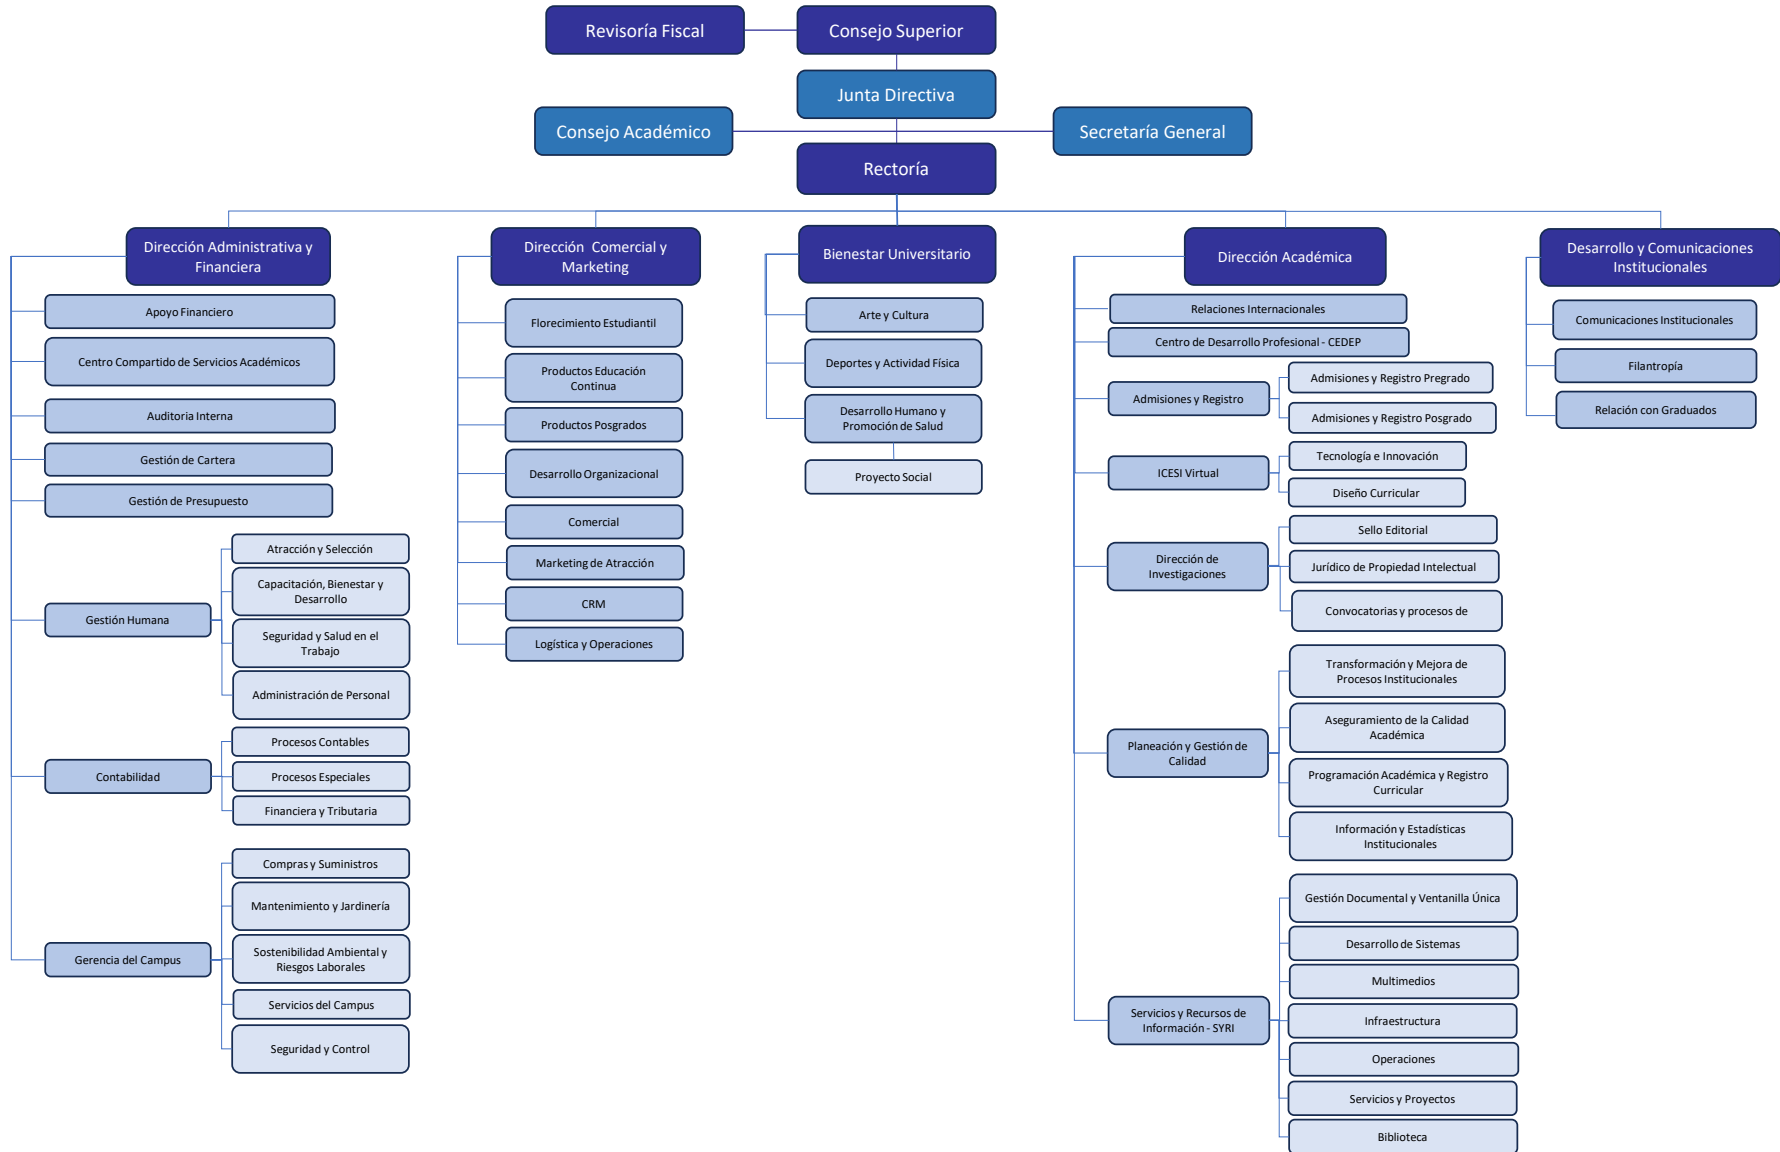 Revisoría Fiscal
Consejo Superior
Junta Directiva
Consejo Académico
Secretaría General
Rectoría
Dirección Administrativa y
Financiera
Apoyo Financiero
Centro Compartido de Servicios Académicos
Auditoria Interna
Gestión de Cartera
Gestión de Presupuesto
Gestión Humana
Atracción y Selección
Capacitación, Bienestar y
Desarrollo
Seguridad y Salud en el
Trabajo
Administración de Personal
Contabilidad
Procesos Contables
Procesos Especiales
Financiera y Tributaria
Gerencia del Campus
Compras y Suministros
Mantenimiento y Jardinería
Sostenibilidad Ambiental y
Riesgos Laborales
Servicios del Campus
Seguridad y Control
Dirección Comercial y
Marketing
Florecimiento Estudiantil
Productos Educación
Continua
Productos Posgrados
Desarrollo Organizacional
Comercial
Marketing de Atracción
CRM
Logística y Operaciones
Bienestar Universitario
Arte y Cultura
Deportes y Actividad Física
Desarrollo Humano y
Promoción de Salud
Proyecto Social
Dirección Académica
Relaciones Internacionales
Centro de Desarrollo Profesional - CEDEP
Admisiones y Registro
Admisiones y Registro Pregrado
Admisiones y Registro Posgrado
ICESI Virtual
Tecnología e Innovación
Diseño Curricular
Dirección de
Investigaciones
Sello Editorial
Jurídico de Propiedad Intelectual
Convocatorias y procesos de
Planeación y Gestión de
Calidad
Transformación y Mejora de
Procesos Institucionales
Aseguramiento de la Calidad
Académica
Programación Académica y Registro
Curricular
Información y Estadísticas
Institucionales
Servicios y Recursos de
Información - SYRI
Gestión Documental y Ventanilla Única
Desarrollo de Sistemas
Multimedios
Infraestructura
Operaciones
Servicios y Proyectos
Biblioteca
Desarrollo y Comunicaciones
Institucionales
Comunicaciones Institucionales
Filantropía
Relación con Graduados